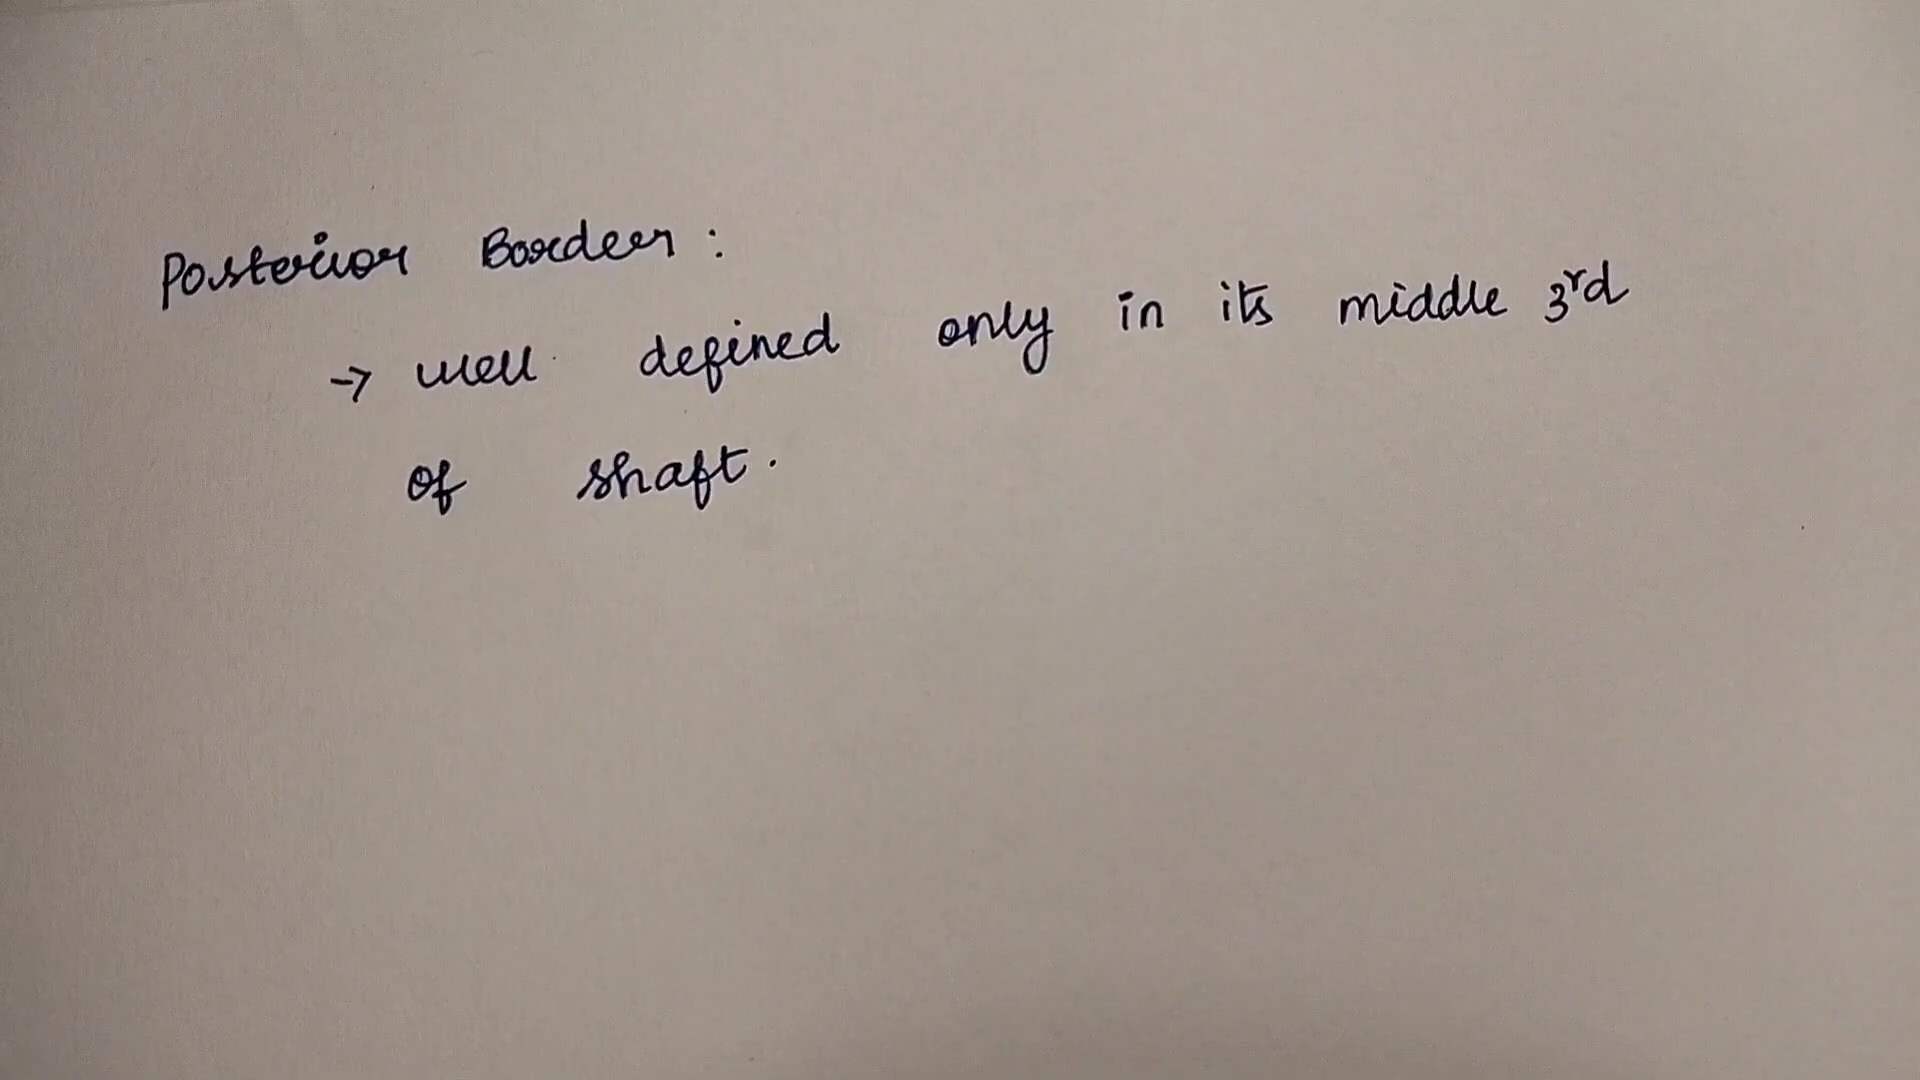 Posterior Border :
→ well defined only in its middle 3rd
of shaft.